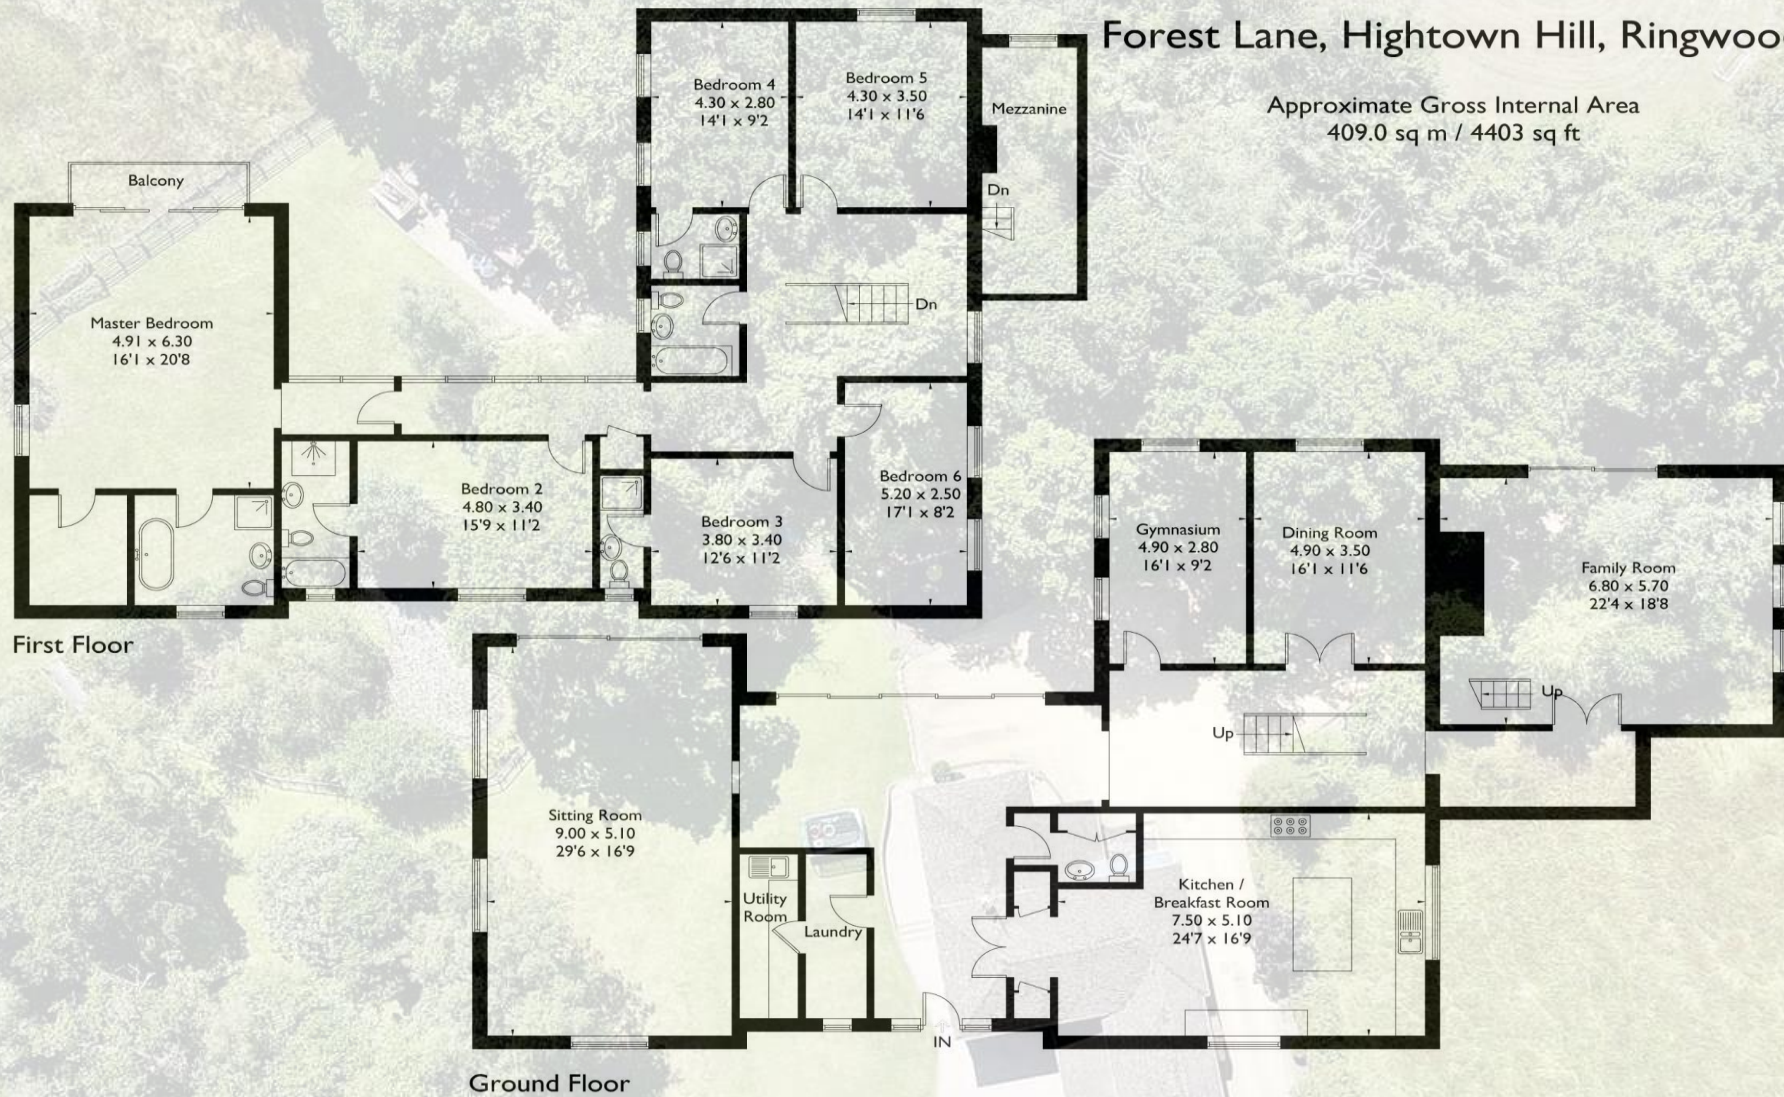 Forest Lane, Hightown Hill, Ringwoo
Approximate Gross Internal Area
409.0 sq m / 4403 sq ft
Bedroom 4
4.30 x 2.80
14'1 x 9'2
Bedroom 5
4.30 x 3.50
14'1 x 11'6
Mezzanine
Dn
Balcony
Master Bedroom
4.91 x 6.30
16'1 x 20'8
Dn
Bedroom 2
4.80 x 3.40
15'9 x 11'2
Bedroom 3
3.80 x 3.40
12'6 x 11'2
Bedroom 6
5.20 x 2.50
17'1 x 8'2
First Floor
Gymnasium
4.90 x 2.80
16'1 x 9'2
Dining Room
4.90 x 3.50
16'1 x 11'6
Family Room
6.80 x 5.70
22'4 x 18'8
Up
Up
Sitting Room
9.00 x 5.10
29'6 x 16'9
Utility
Room
Laundry
Kitchen /
Breakfast Room
7.50 x 5.10
24'7 x 16'9
IN
Ground Floor